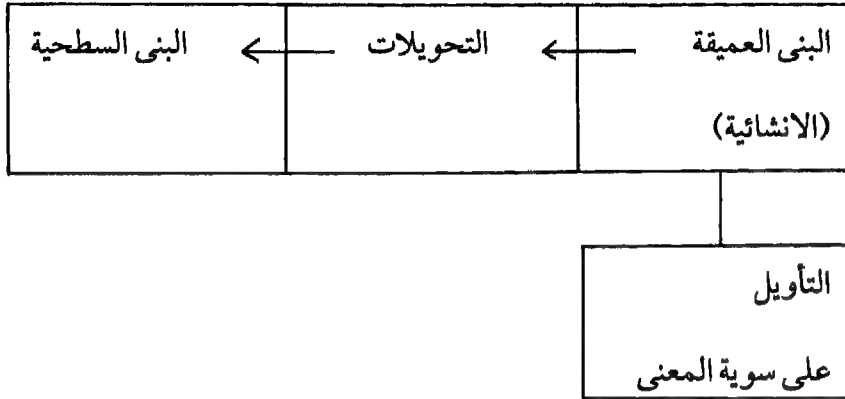 البنى العميقة
(الانشائية)
التحويلات
البنى السطحية
التأويل
على سوية المعنى